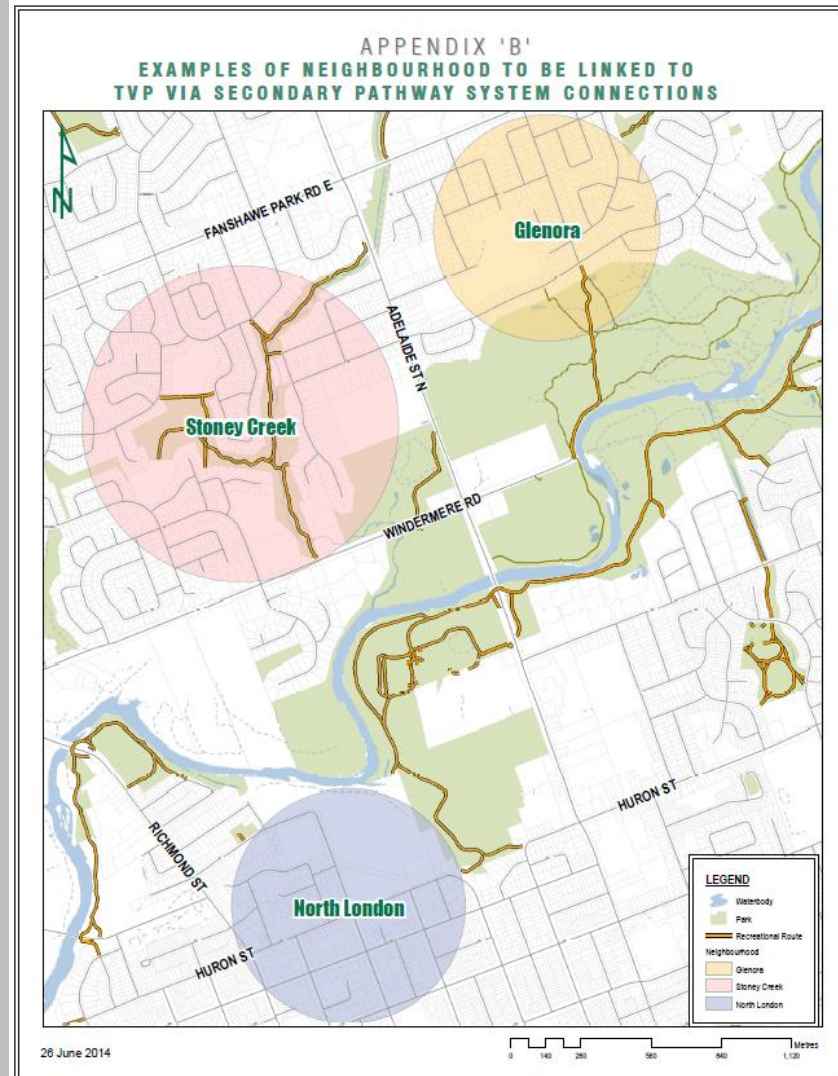 APPENDIX 'B'
EXAMPLES OF NEIGHBOURHOOD TO BE LINKED TO
TVP VIA SECONDARY PATHWAY SYSTEM CONNECTIONS
N
FANSHAWE PARK RD E
Glenora
ADELAIDE ST N
Stoney Creek
WINDERMERE RD
HURON ST
RICHMOND ST
North London
HURON ST
LEGEND
Waterbody
Park
Recreational Route
Neighbourhood
Glenora
Stoney Creek
North London
26 June 2014
Metres
0 140 280 560 840 1,120